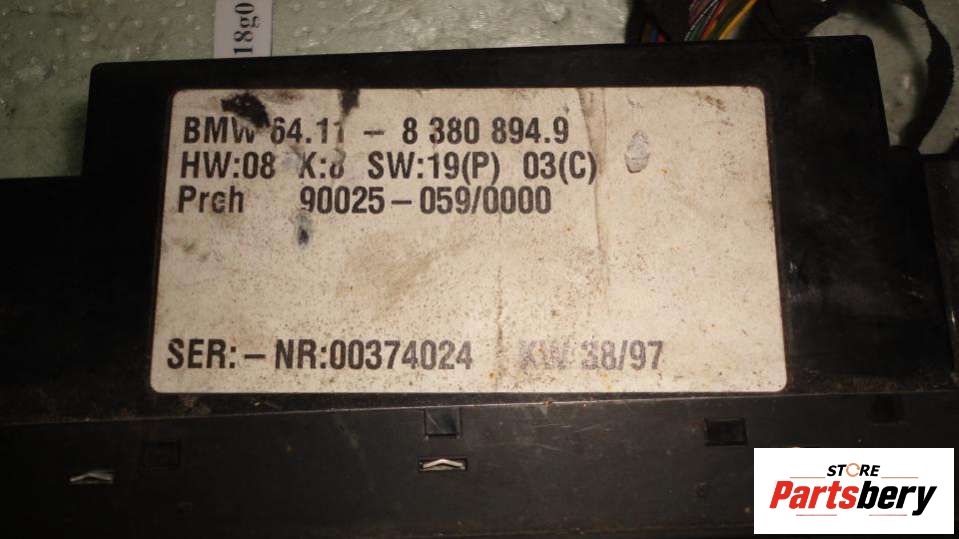 18g0
BMW 64.11 - 8 380 894.9
HW:08 K:8 SW:19(P) 03(C)
Prch 90025-059/0000
SER:-NR:00374024 KW 38/97
STORE
Partsbery